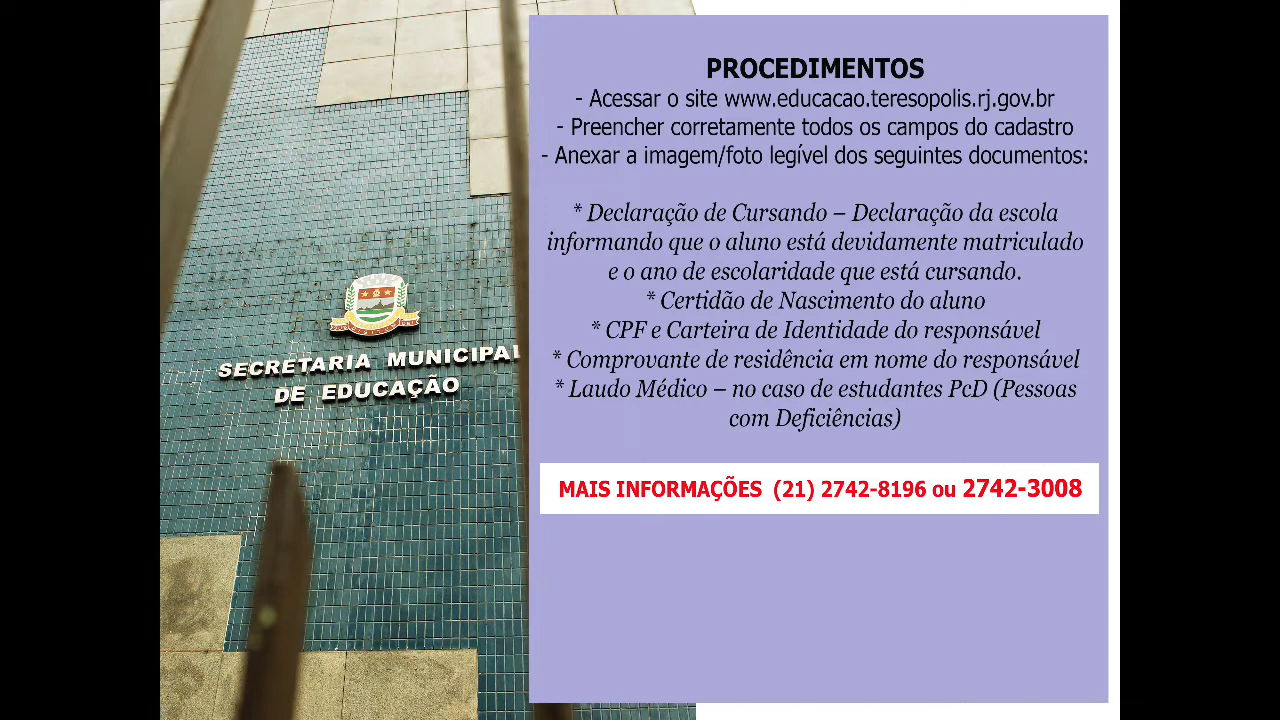 SECRETARIA MUNICIPAL
DE EDUCAÇÃO
PROCEDIMENTOS
- Acessar o site www.educacao.teresopolis.rj.gov.br
- Preencher corretamente todos os campos do cadastro
- Anexar a imagem/foto legível dos seguintes documentos:
* Declaração de Cursando – Declaração da escola
informando que o aluno está devidamente matriculado
e o ano de escolaridade que está cursando.
* Certidão de Nascimento do aluno
* CPF e Carteira de Identidade do responsável
* Comprovante de residência em nome do responsável
* Laudo Médico – no caso de estudantes PcD (Pessoas
com Deficiências)
MAIS INFORMAÇÕES (21) 2742-8196 ou 2742-3008